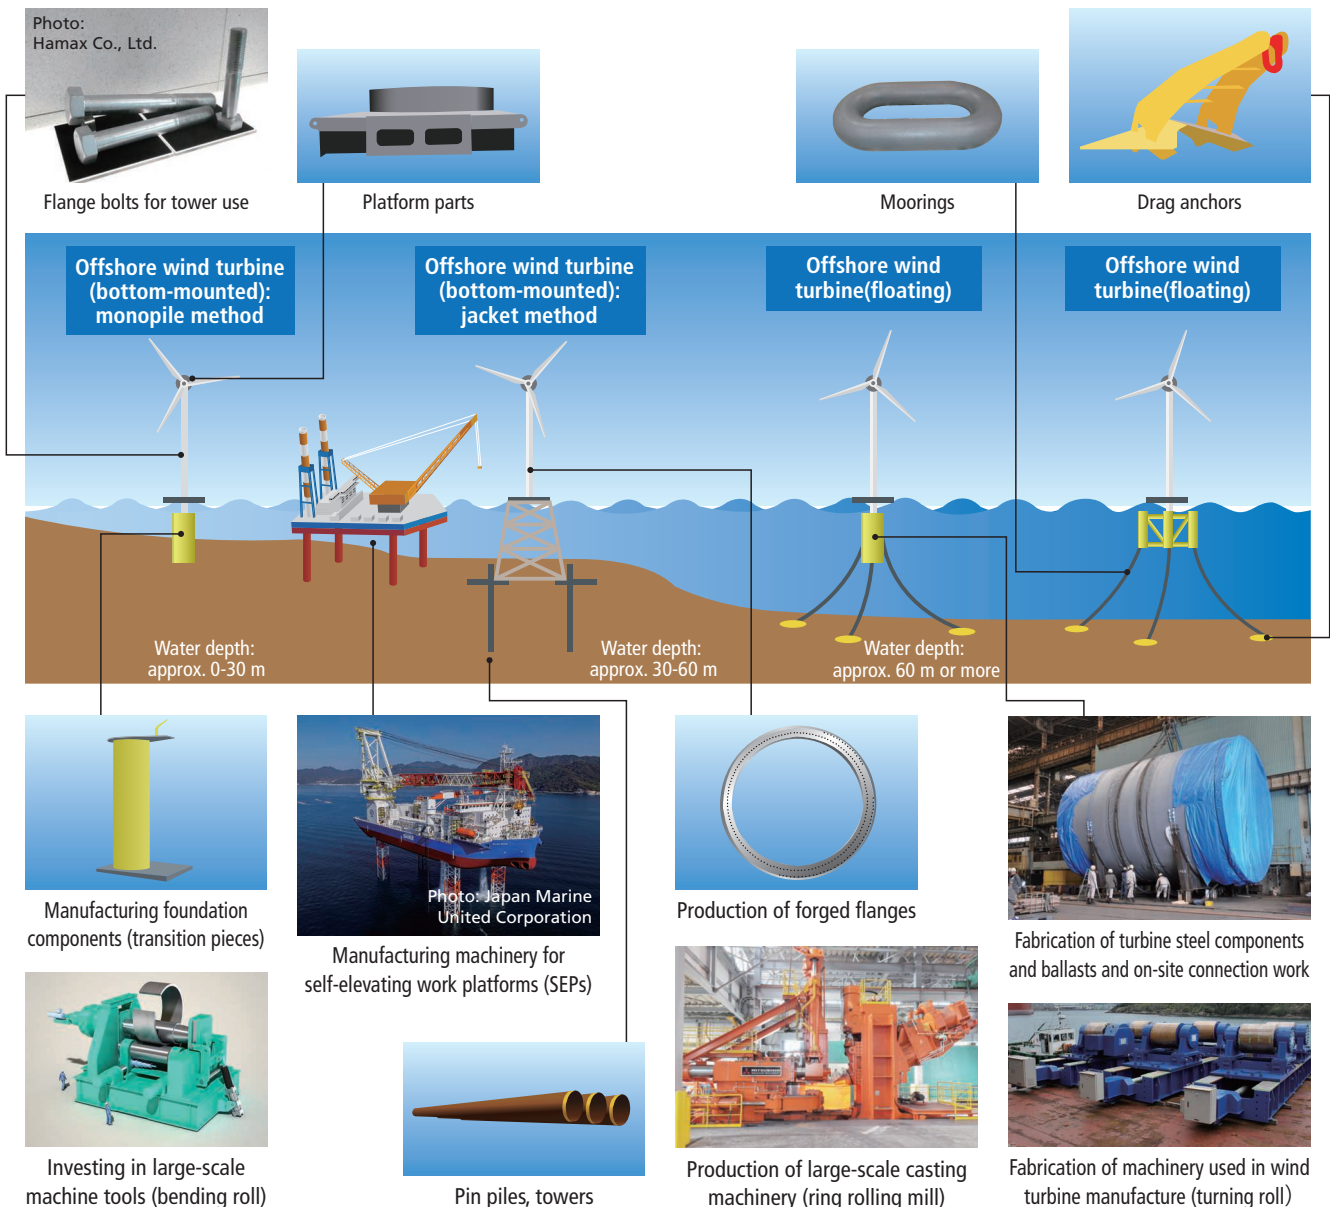 Photo:
Hamax Co., Ltd.
Flange bolts for tower use
Platform parts
Moorings
Drag anchors
Offshore wind turbine
(bottom-mounted):
monopile method
Offshore wind turbine
(bottom-mounted):
jacket method
Offshore wind
turbine(floating)
Offshore wind
turbine(floating)
Water depth:
approx. 0-30 m
Water depth:
approx. 30-60 m
Water depth:
approx. 60 m or more
Manufacturing foundation
components (transition pieces)
Photo: Japan Marine
United Corporation
Manufacturing machinery for
self-elevating work platforms (SEPs)
Production of forged flanges
Fabrication of turbine steel components
and ballasts and on-site connection work
Investing in large-scale
machine tools (bending roll)
Pin piles, towers
Production of large-scale casting
machinery (ring rolling mill)
Fabrication of machinery used in wind
turbine manufacture (turning roll)